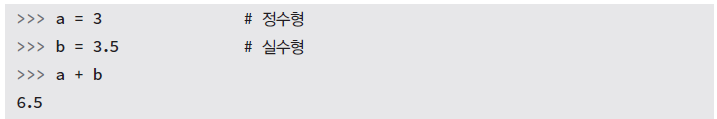 >>> a = 3 # 정수형
>>> b = 3.5 # 실수형
>>> a + b
6.5